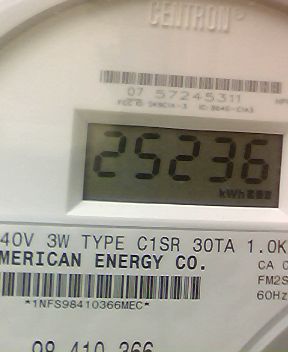 CENTRON®
07 57245311
25236
kWh
40V 3W TYPE C1SR 30TA 1.0K
MERICAN ENERGY CO.
CA 0
FM2S
*1NFS98410366MEC*
60Hz
98 410 366